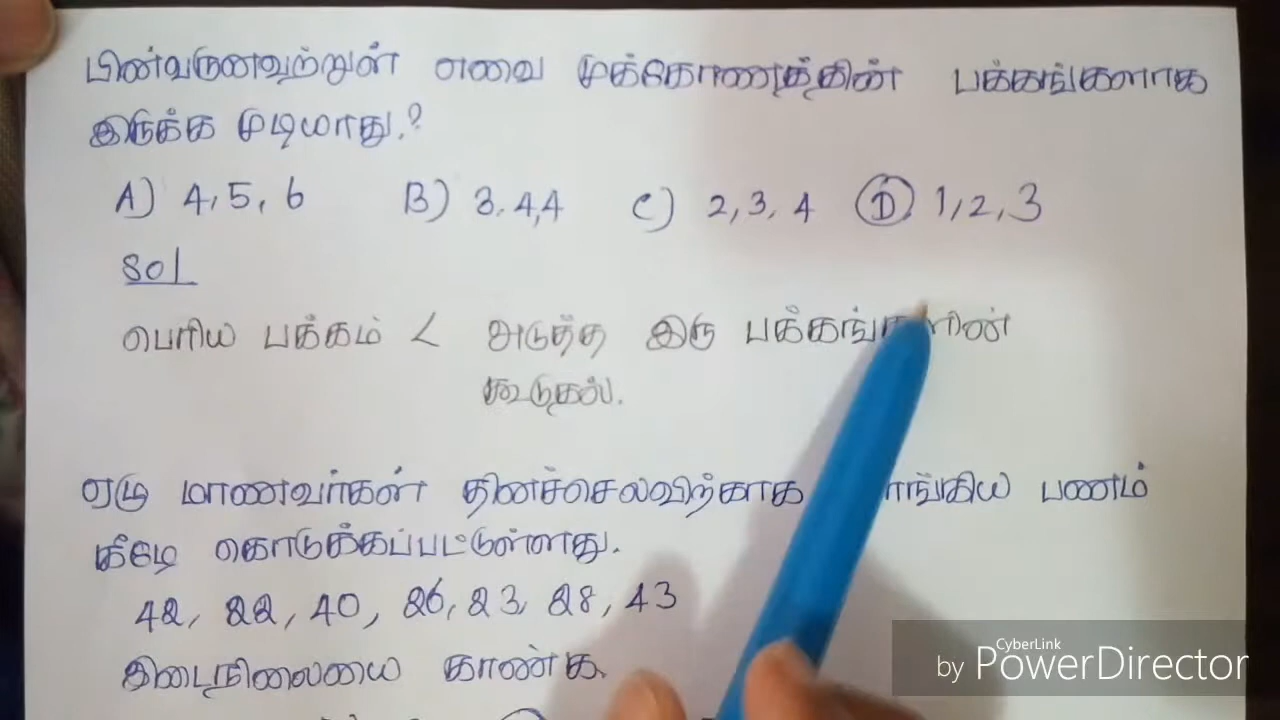 பின்வருனவற்றுள் எவை முக்கோணத்தின் பக்கங்களாக
இருக்க முடியாது.?
A) 4, 5, 6 B) 3, 4, 4 C) 2, 3, 4 D) 1, 2, 3
Sol
பெரிய பக்கம் < அடுத்த இரு பக்கங்களின்
கூடுதல்.
ஏழு மாணவர்கள் தினச்செலவிற்காக பணம்
கீழே கொடுக்கப்பட்டுள்ளது.
42, 22, 40, 26, 23, 28, 43
இடைநிலையை காண்க.
CyberLink
by PowerDirector